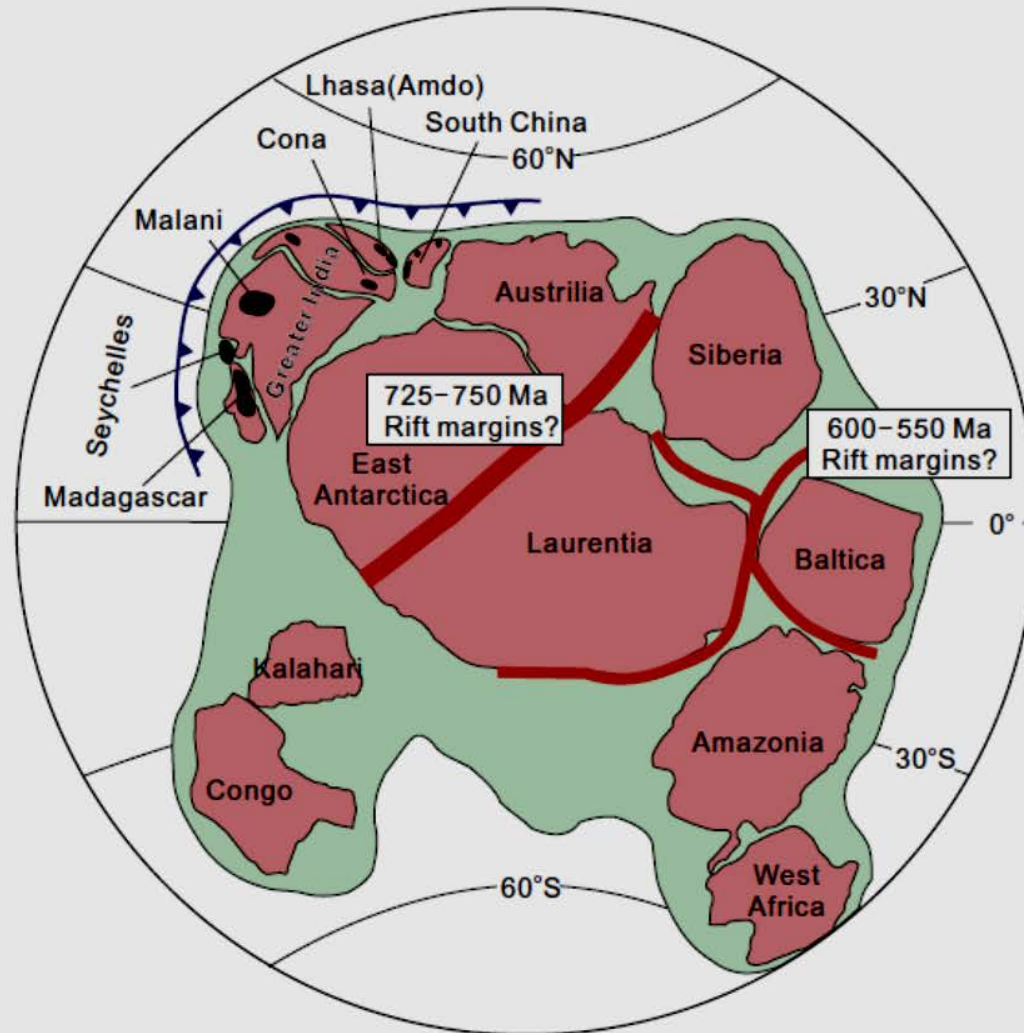 Lhasa(Amdo)
South China
Cona
60°N
Malani
Greater India
Austrilia
30°N
Siberia
Seychelles
725-750 Ma
Rift margins?
600-550 Ma
Rift margins?
East
Antarctica
Madagascar
Laurentia
0°
Baltica
Kalahari
Amazonia
30°S
Congo
West
Africa
60°S